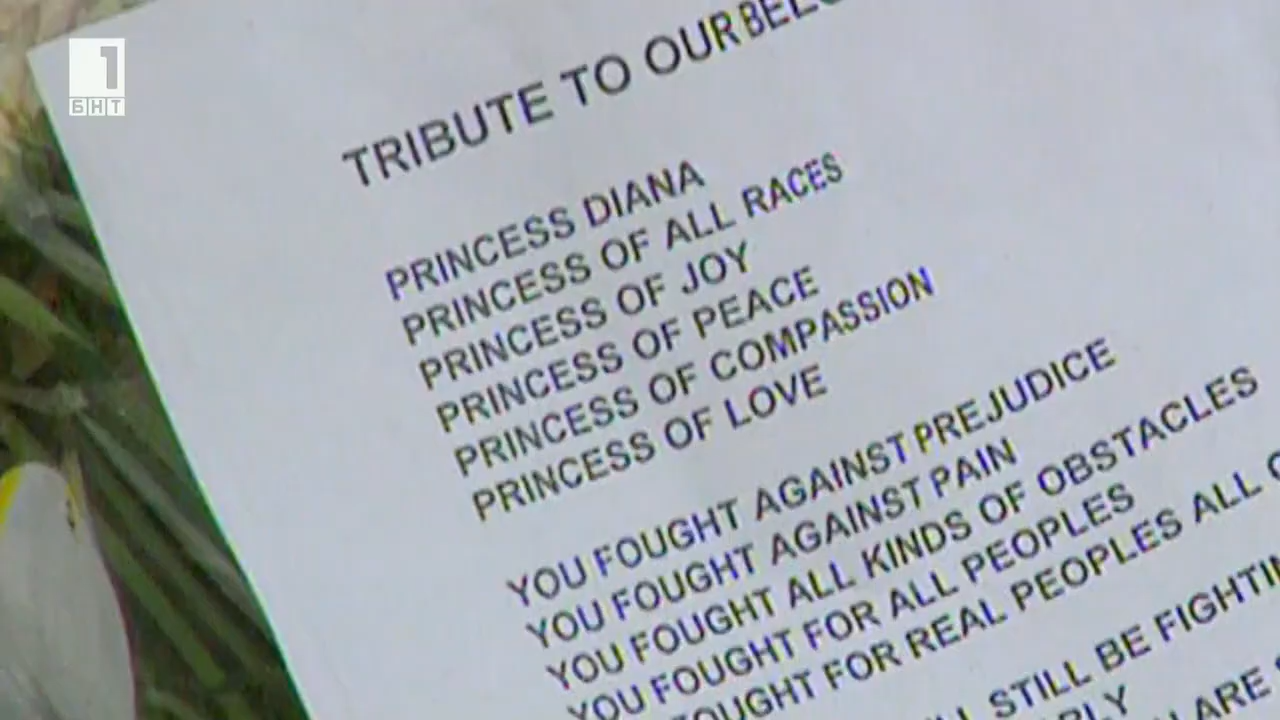 1
БНТ
TRIBUTE TO OUR
PRINCESS DIANA
PRINCESS OF ALL RACES
PRINCESS OF JOY
PRINCESS OF PEACE
PRINCESS OF COMPASSION
PRINCESS OF LOVE
YOU FOUGHT AGAINST PREJUDICE
YOU FOUGHT AGAINST PAIN
YOU FOUGHT ALL KINDS OF OBSTACLES
YOU FOUGHT FOR ALL PEOPLES
FOUGHT FOR REAL PEOPLES ALL
STILL BE
ARE